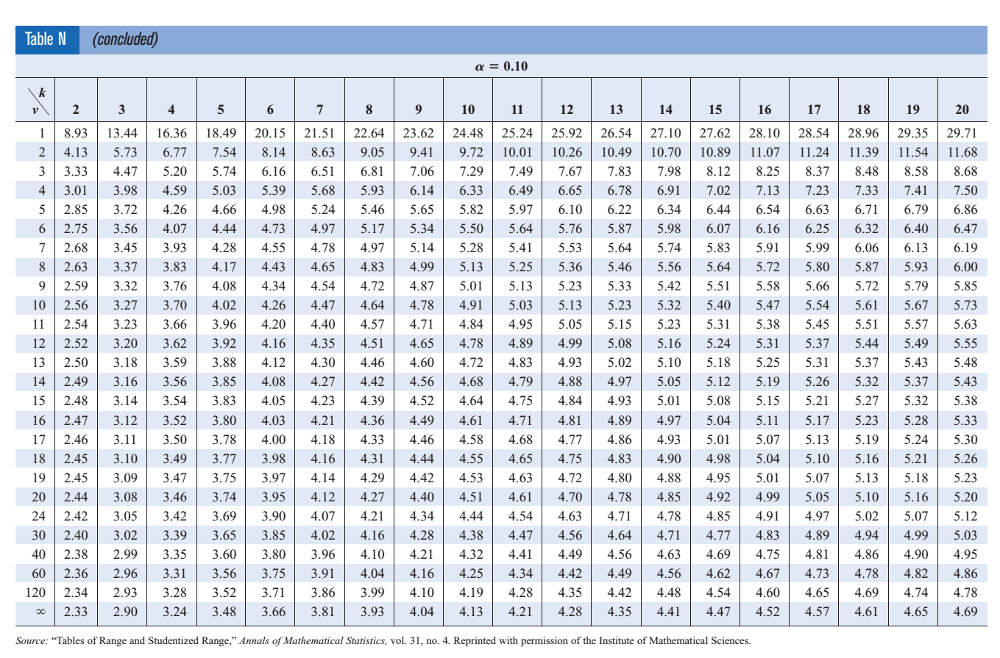 Table N (concluded)
α = 0.10
k
v 2 3 4 5 6 7 8 9 10 11 12 13 14 15 16 17 18 19 20
1 8.93 13.44 16.36 18.49 20.15 21.51 22.64 23.62 24.48 25.24 25.92 26.54 27.10 27.62 28.10 28.54 28.96 29.35 29.71
2 4.13 5.73 6.77 7.54 8.14 8.63 9.05 9.41 9.72 10.01 10.26 10.49 10.70 10.89 11.07 11.24 11.39 11.54 11.68
3 3.33 4.47 5.20 5.74 6.16 6.51 6.81 7.06 7.29 7.49 7.67 7.83 7.98 8.12 8.25 8.37 8.48 8.58 8.68
4 3.01 3.98 4.59 5.03 5.39 5.68 5.93 6.14 6.33 6.49 6.65 6.78 6.91 7.02 7.13 7.23 7.33 7.41 7.50
5 2.85 3.72 4.26 4.66 4.98 5.24 5.46 5.65 5.82 5.97 6.10 6.22 6.34 6.44 6.54 6.63 6.71 6.79 6.86
6 2.75 3.56 4.07 4.44 4.73 4.97 5.17 5.34 5.50 5.64 5.76 5.87 5.98 6.07 6.16 6.25 6.32 6.40 6.47
7 2.68 3.45 3.93 4.28 4.55 4.78 4.97 5.14 5.28 5.41 5.53 5.64 5.74 5.83 5.91 5.99 6.06 6.13 6.19
8 2.63 3.37 3.83 4.17 4.43 4.65 4.83 4.99 5.13 5.25 5.36 5.46 5.56 5.64 5.72 5.80 5.87 5.93 6.00
9 2.59 3.32 3.76 4.08 4.34 4.54 4.72 4.87 5.01 5.13 5.23 5.33 5.42 5.51 5.58 5.66 5.72 5.79 5.85
10 2.56 3.27 3.70 4.02 4.26 4.47 4.64 4.78 4.91 5.03 5.13 5.23 5.32 5.40 5.47 5.54 5.61 5.67 5.73
11 2.54 3.23 3.66 3.96 4.20 4.40 4.57 4.71 4.84 4.95 5.05 5.15 5.23 5.31 5.38 5.45 5.51 5.57 5.63
12 2.52 3.20 3.62 3.92 4.16 4.35 4.51 4.65 4.78 4.89 4.99 5.08 5.16 5.24 5.31 5.37 5.44 5.49 5.55
13 2.50 3.18 3.59 3.88 4.12 4.30 4.46 4.60 4.72 4.83 4.93 5.02 5.10 5.18 5.25 5.31 5.37 5.43 5.48
14 2.49 3.16 3.56 3.85 4.08 4.27 4.42 4.56 4.68 4.79 4.88 4.97 5.05 5.12 5.19 5.26 5.32 5.37 5.43
15 2.48 3.14 3.54 3.83 4.05 4.23 4.39 4.52 4.64 4.75 4.84 4.93 5.01 5.08 5.15 5.21 5.27 5.32 5.38
16 2.47 3.12 3.52 3.80 4.03 4.21 4.36 4.49 4.61 4.71 4.81 4.89 4.97 5.04 5.11 5.17 5.23 5.28 5.33
17 2.46 3.11 3.50 3.78 4.00 4.18 4.33 4.46 4.58 4.68 4.77 4.86 4.93 5.01 5.07 5.13 5.19 5.24 5.30
18 2.45 3.10 3.49 3.77 3.98 4.16 4.31 4.44 4.55 4.65 4.75 4.83 4.90 4.98 5.04 5.10 5.16 5.21 5.26
19 2.45 3.09 3.47 3.75 3.97 4.14 4.29 4.42 4.53 4.63 4.72 4.80 4.88 4.95 5.01 5.07 5.13 5.18 5.23
20 2.44 3.08 3.46 3.74 3.95 4.12 4.27 4.40 4.51 4.61 4.70 4.78 4.85 4.92 4.99 5.05 5.10 5.16 5.20
24 2.42 3.05 3.42 3.69 3.90 4.07 4.21 4.34 4.44 4.54 4.63 4.71 4.78 4.85 4.91 4.97 5.02 5.07 5.12
30 2.40 3.02 3.39 3.65 3.85 4.02 4.16 4.28 4.38 4.47 4.56 4.64 4.71 4.77 4.83 4.89 4.94 4.99 5.03
40 2.38 2.99 3.35 3.60 3.80 3.96 4.10 4.21 4.32 4.41 4.49 4.56 4.63 4.69 4.75 4.81 4.86 4.90 4.95
60 2.36 2.96 3.31 3.56 3.75 3.91 4.04 4.16 4.25 4.34 4.42 4.49 4.56 4.62 4.67 4.73 4.78 4.82 4.86
120 2.34 2.93 3.28 3.52 3.71 3.86 3.99 4.10 4.19 4.28 4.35 4.42 4.48 4.54 4.60 4.65 4.69 4.74 4.78
∞ 2.33 2.90 3.24 3.48 3.66 3.81 3.93 4.04 4.13 4.21 4.28 4.35 4.41 4.47 4.52 4.57 4.61 4.65 4.69
Source: “Tables of Range and Studentized Range,” Annals of Mathematical Statistics, vol. 31, no. 4. Reprinted with permission of the Institute of Mathematical Sciences.